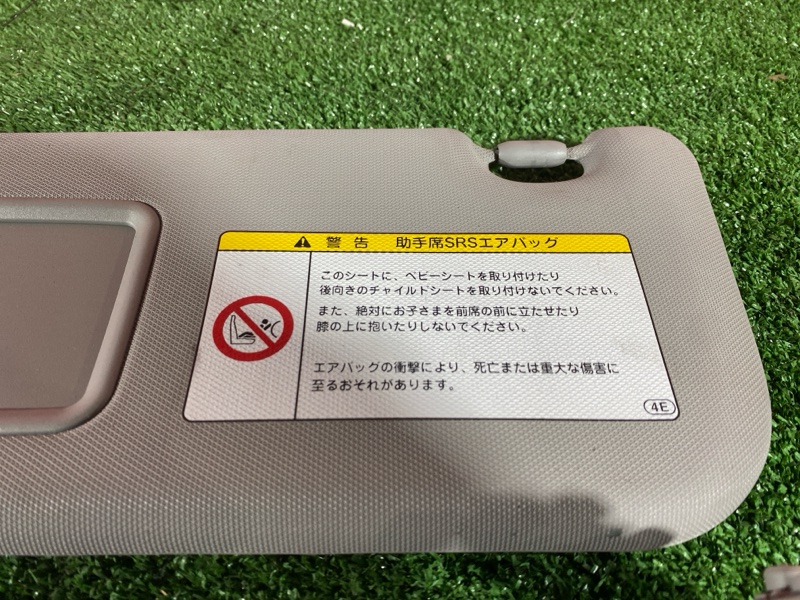 警告 助手席SRSエアバッグ
このシートに、ベビーシートを取り付けたり
後向きのチャイルドシートを取り付けないでください。
また、絶対にお子さまを前席の前に立たせたり
膝の上に抱いたりしないでください。
エアバッグの衝撃により、死亡または重大な傷害に
至るおそれがあります。
4E